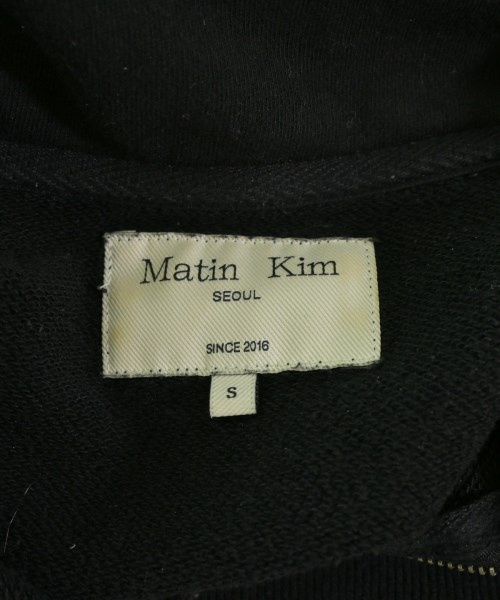 Matin Kim
SEOUL
SINCE 2016
S